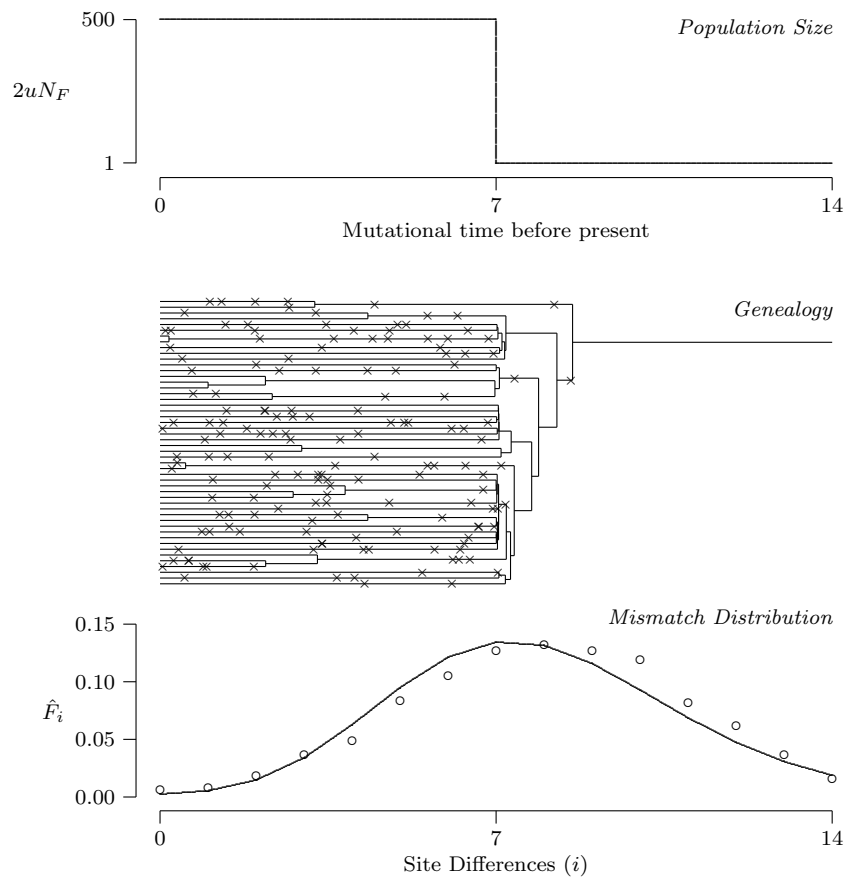 500
Population Size
2uN_F
1
0 7 14
Mutational time before present
Genealogy
Mismatch Distribution
0.15
0.10
F̂_i
0.05
0.00
0 7 14
Site Differences (i)